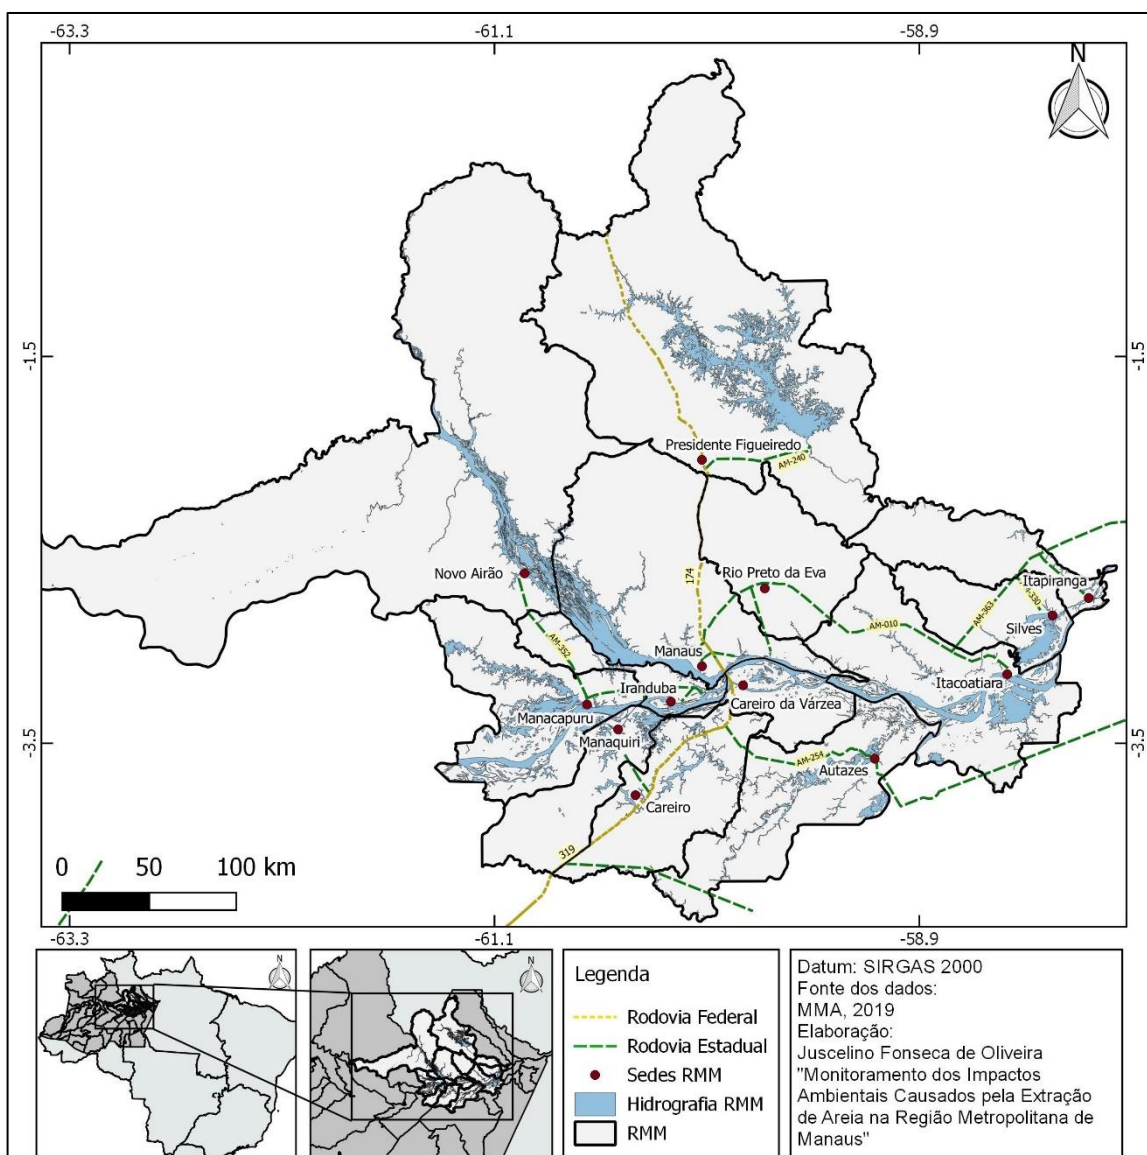 -63.3
-61.1
-58.9
N
-1.5
-1.5
Presidente Figueiredo
AM-240
Novo Airão
174
Rio Preto da Eva
Itapiranga
AM-363
-330
Silves
AM-010
AM-352
Manaus
Itacoatiara
Iranduba
Careiro da Várzea
Manacapuru
Manaquiri
-3.5
-3.5
AM-254
Autazes
Careiro
319
0 50 100 km
-63.3
-61.1
-58.9
N
N
Legenda
Rodovia Federal
Rodovia Estadual
Sedes RMM
Hidrografia RMM
RMM
Datum: SIRGAS 2000
Fonte dos dados:
MMA, 2019
Elaboração:
Juscelino Fonseca de Oliveira
"Monitoramento dos Impactos
Ambientais Causados pela Extração
de Areia na Região Metropolitana de
Manaus"